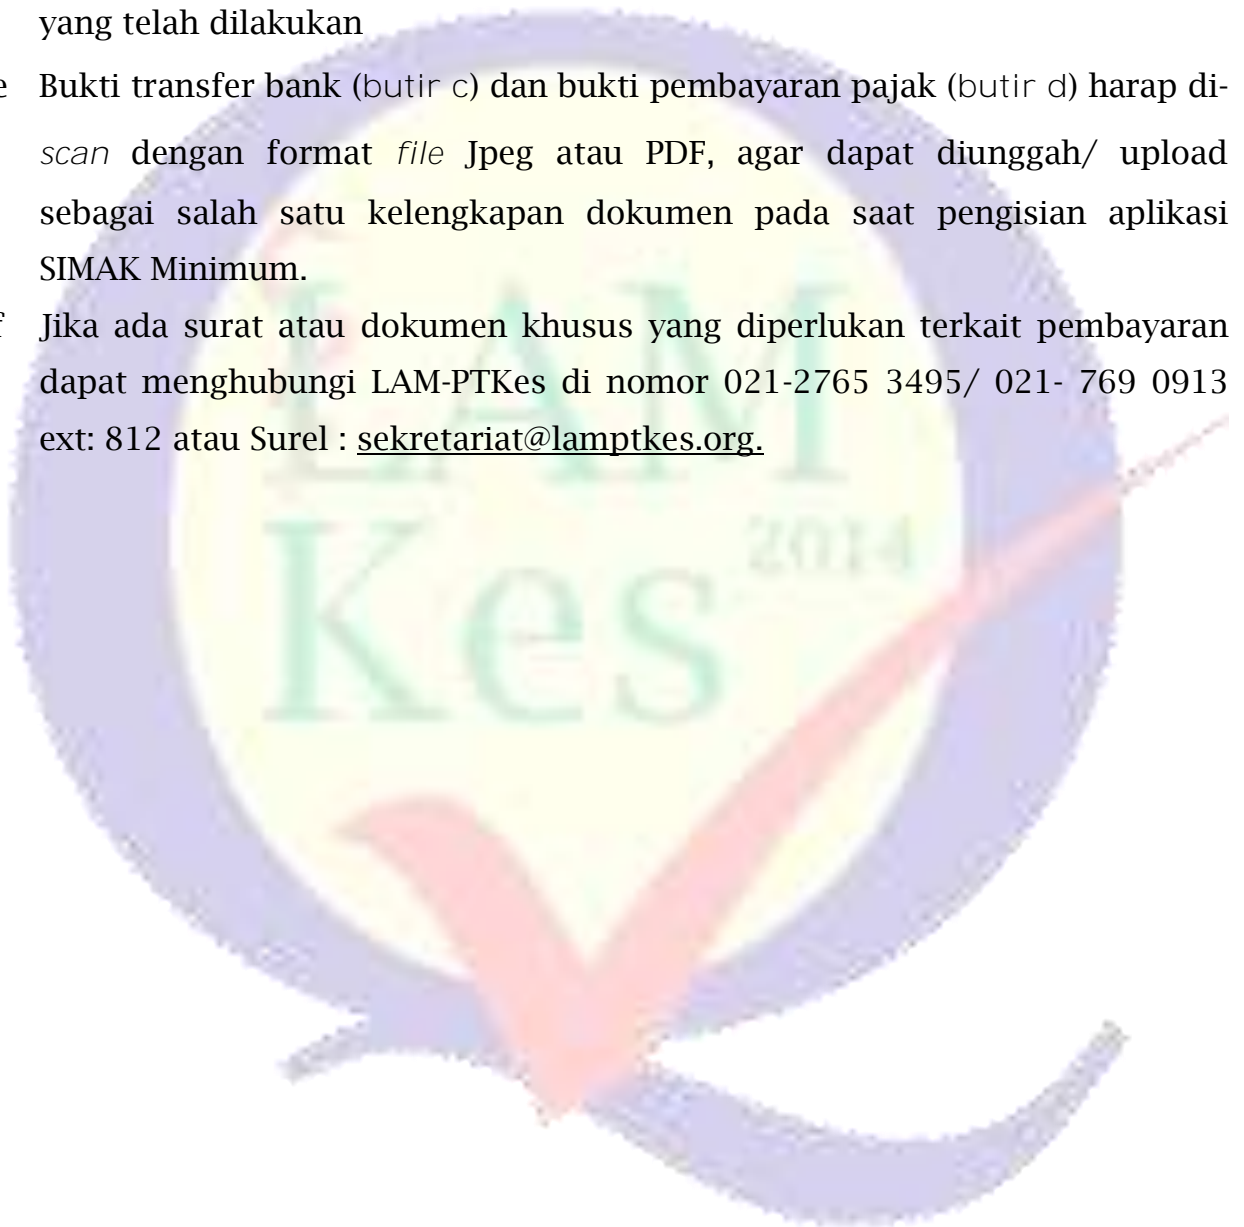 yang telah dilakukan
e Bukti transfer bank (butir c) dan bukti pembayaran pajak (butir d) harap di-
scan dengan format file Jpeg atau PDF, agar dapat diunggah/ upload
sebagai salah satu kelengkapan dokumen pada saat pengisian aplikasi
SIMAK Minimum.
f Jika ada surat atau dokumen khusus yang diperlukan terkait pembayaran
dapat menghubungi LAM-PTKes di nomor 021-2765 3495/ 021- 769 0913
ext: 812 atau Surel : sekretariat@lamptkes.org.
LAM
Kes 2014